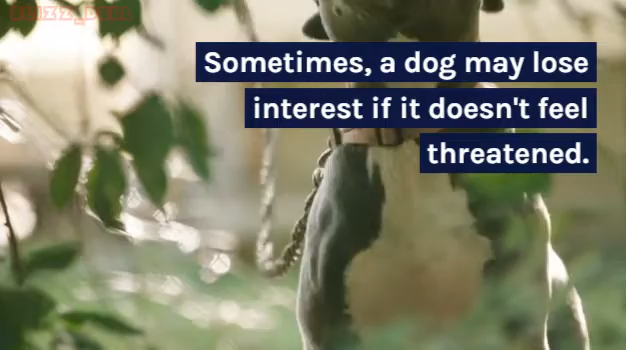 Sometimes, a dog may lose
interest if it doesn't feel
threatened.